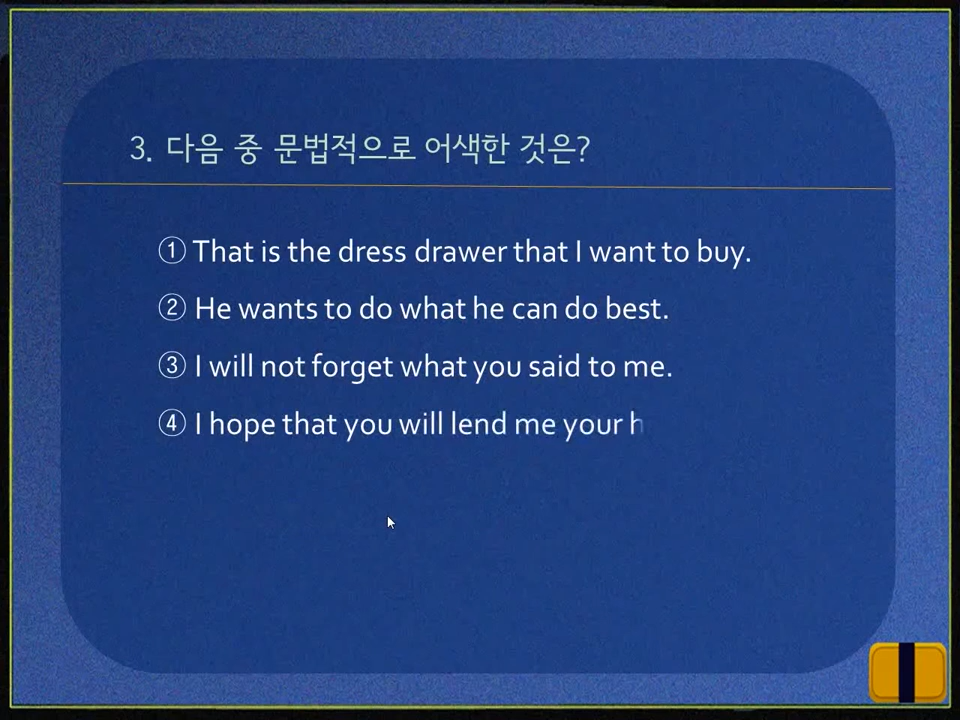 3. 다음 중 문법적으로 어색한 것은?
① That is the dress drawer that I want to buy.
② He wants to do what he can do best.
③ I will not forget what you said to me.
④ I hope that you will lend me your